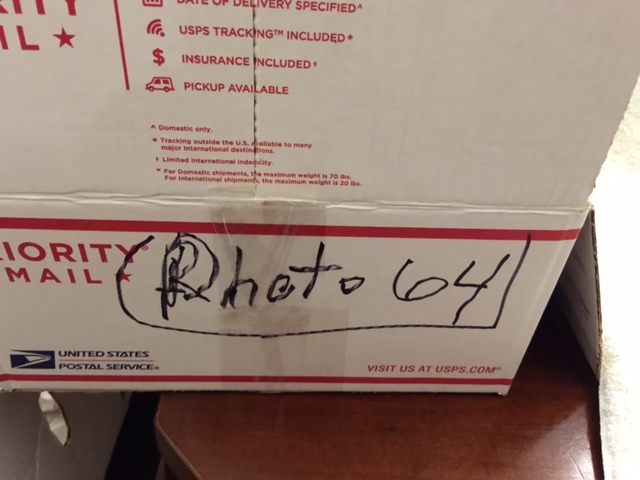 DATE OF DELIVERY SPECIFIED^
USPS TRACKING™ INCLUDED*
$ INSURANCE INCLUDED†
PICKUP AVAILABLE
^ Domestic only.
* Tracking outside the U.S. available to many
major international destinations.
† Limited international indemnity.
* For Domestic shipments, the maximum weight is 70 lbs.
For international shipments, the maximum weight is 20 lbs.
IORITY®
MAIL ★
Photo 64
UNITED STATES
POSTAL SERVICE®
VISIT US AT USPS.COM®